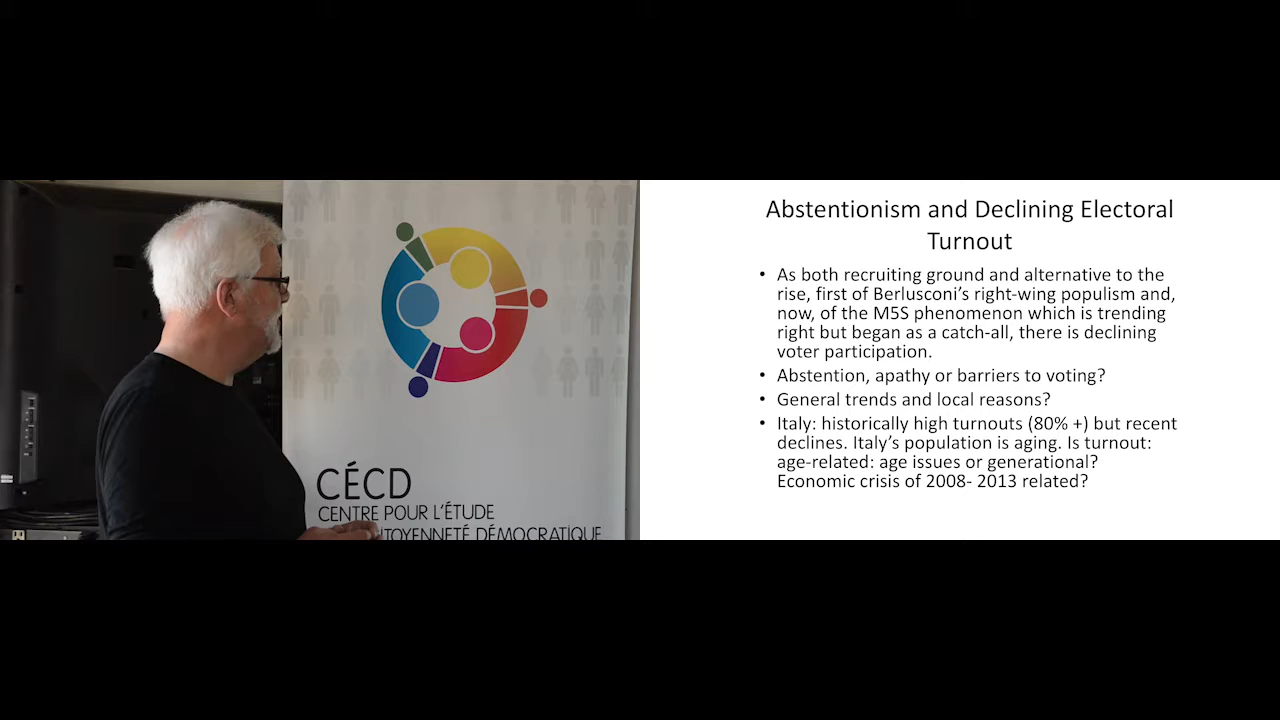 CÉCD
CENTRE POUR L'ÉTUDE
CITOYENNETÉ DÉMOCRATIQUE
Abstentionism and Declining Electoral
Turnout
• As both recruiting ground and alternative to the
rise, first of Berlusconi's right-wing populism and,
now, of the M5S phenomenon which is trending
right but began as a catch-all, there is declining
voter participation.
• Abstention, apathy or barriers to voting?
• General trends and local reasons?
• Italy: historically high turnouts (80% +) but recent
declines. Italy's population is aging. Is turnout:
age-related: age issues or generational?
Economic crisis of 2008- 2013 related?